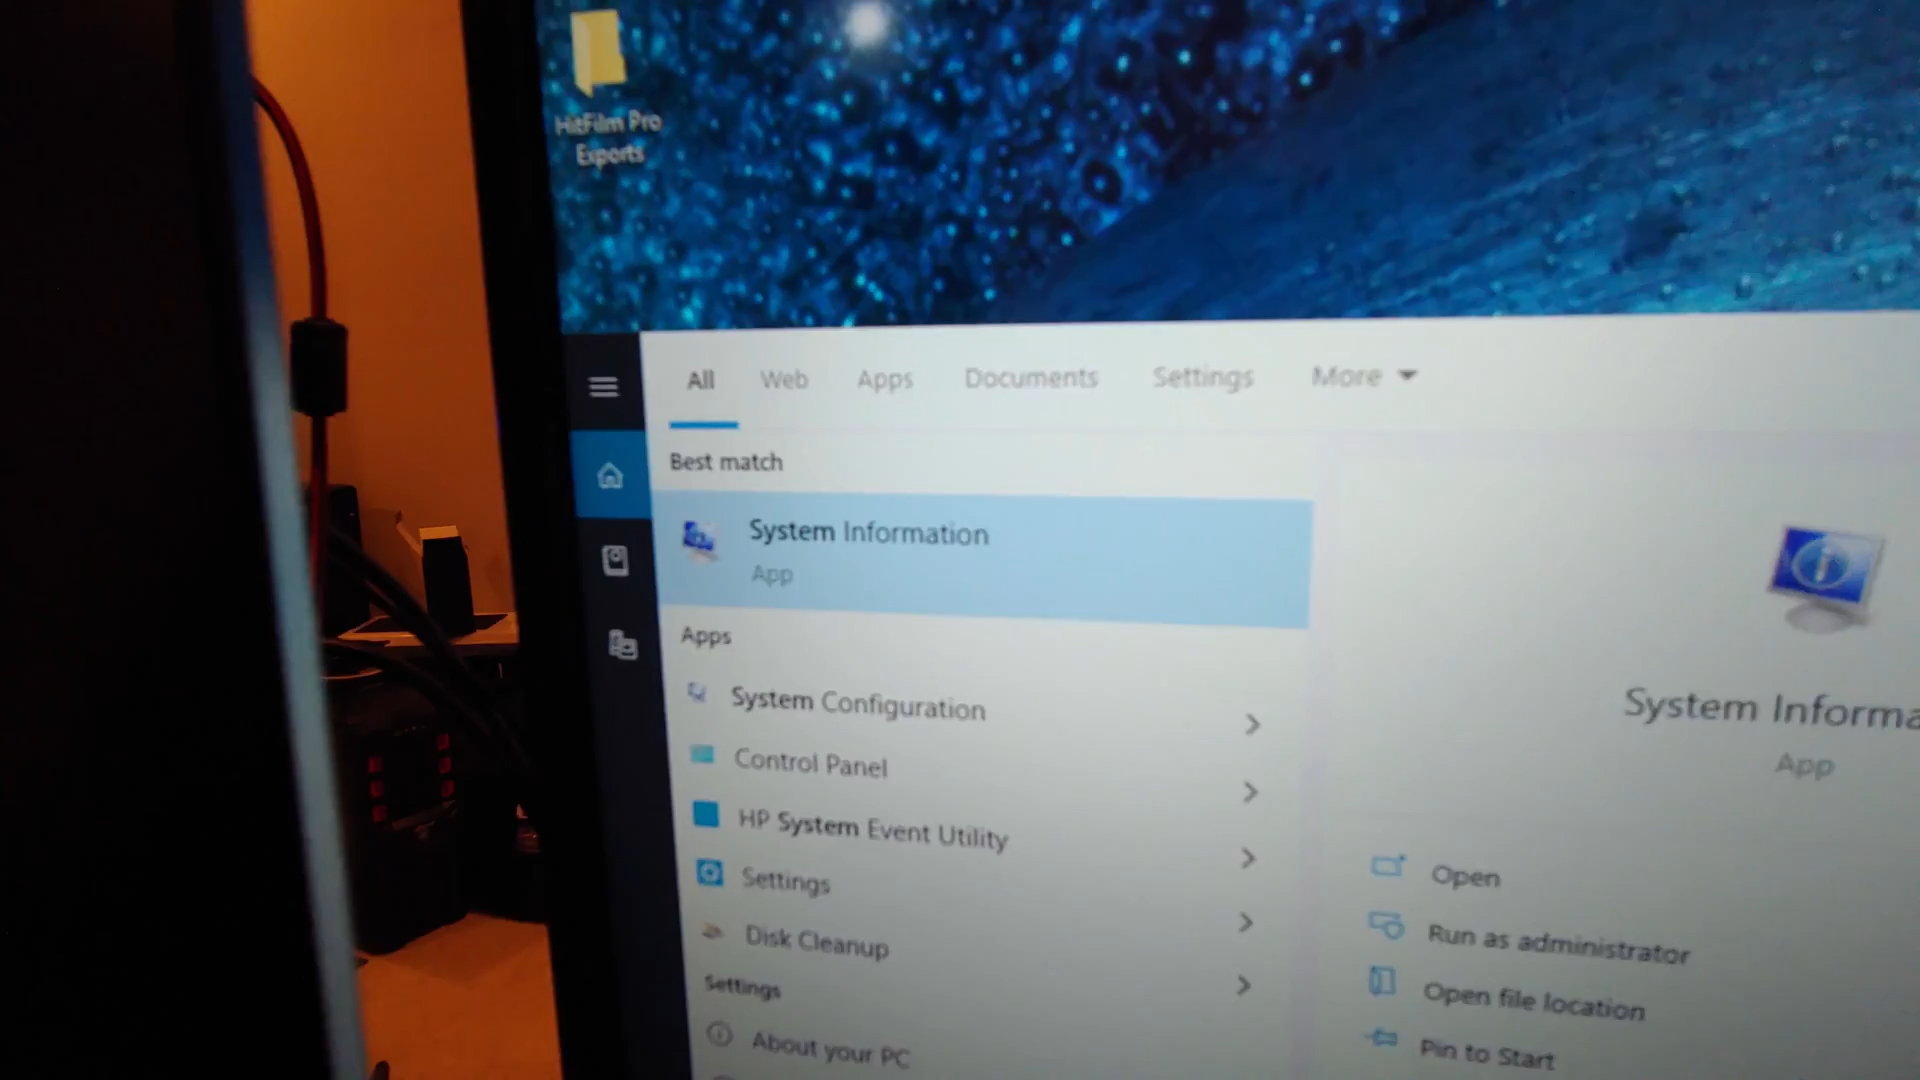 HitFilm Pro
Exports
All Web Apps Documents Settings More
Best match
System Information
App
Apps
System Configuration
Control Panel
HP System Event Utility
Settings
Disk Cleanup
Settings
About your PC
System Informa
App
Open
Run as administrator
Open file location
Pin to Start